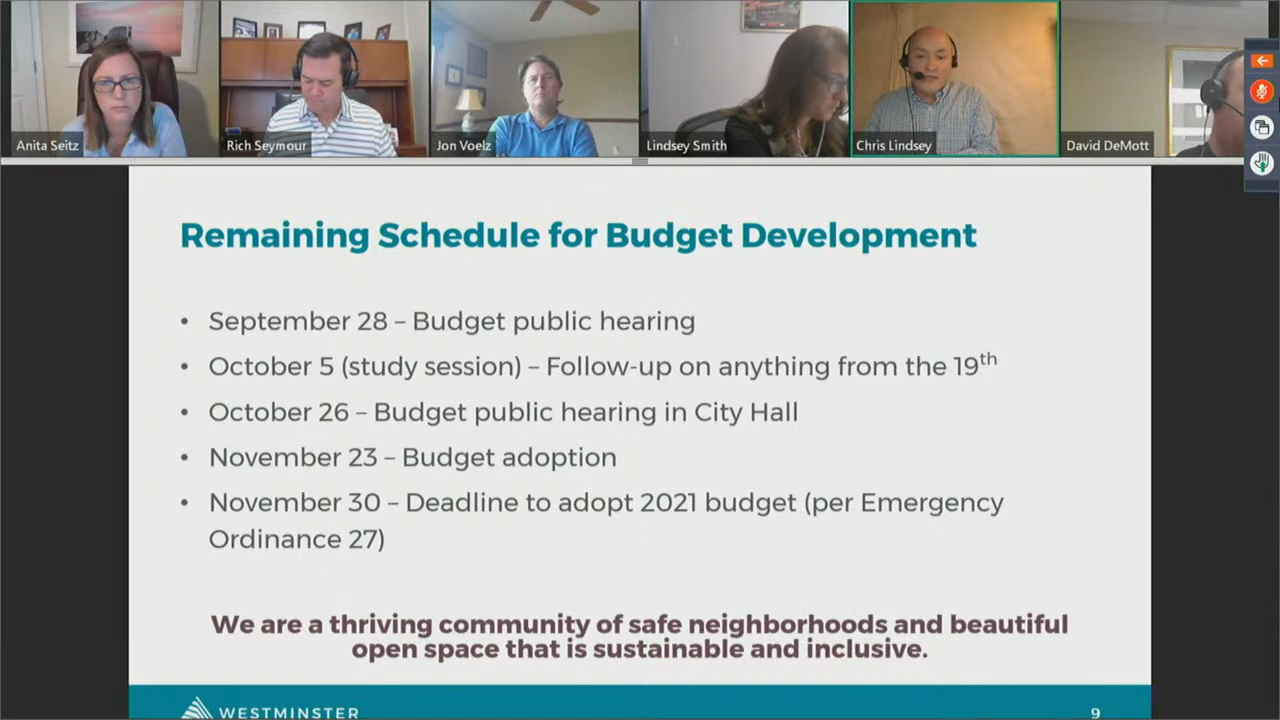 Anita Seitz
Rich Seymour
Jon Voelz
Lindsey Smith
Chris Lindsey
David DeMott
Remaining Schedule for Budget Development
• September 28 – Budget public hearing
• October 5 (study session) – Follow-up on anything from the 19th
• October 26 – Budget public hearing in City Hall
• November 23 – Budget adoption
• November 30 – Deadline to adopt 2021 budget (per Emergency
Ordinance 27)
We are a thriving community of safe neighborhoods and beautiful
open space that is sustainable and inclusive.
WESTMINSTER
9